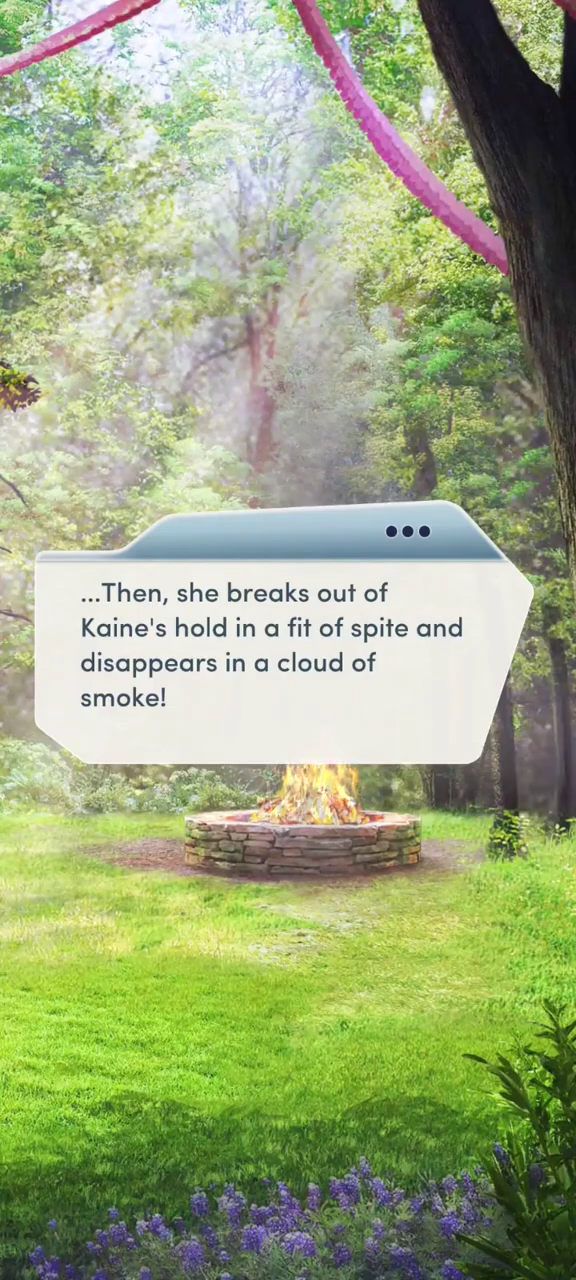 ...Then, she breaks out of
Kaine's hold in a fit of spite and
disappears in a cloud of
smoke!